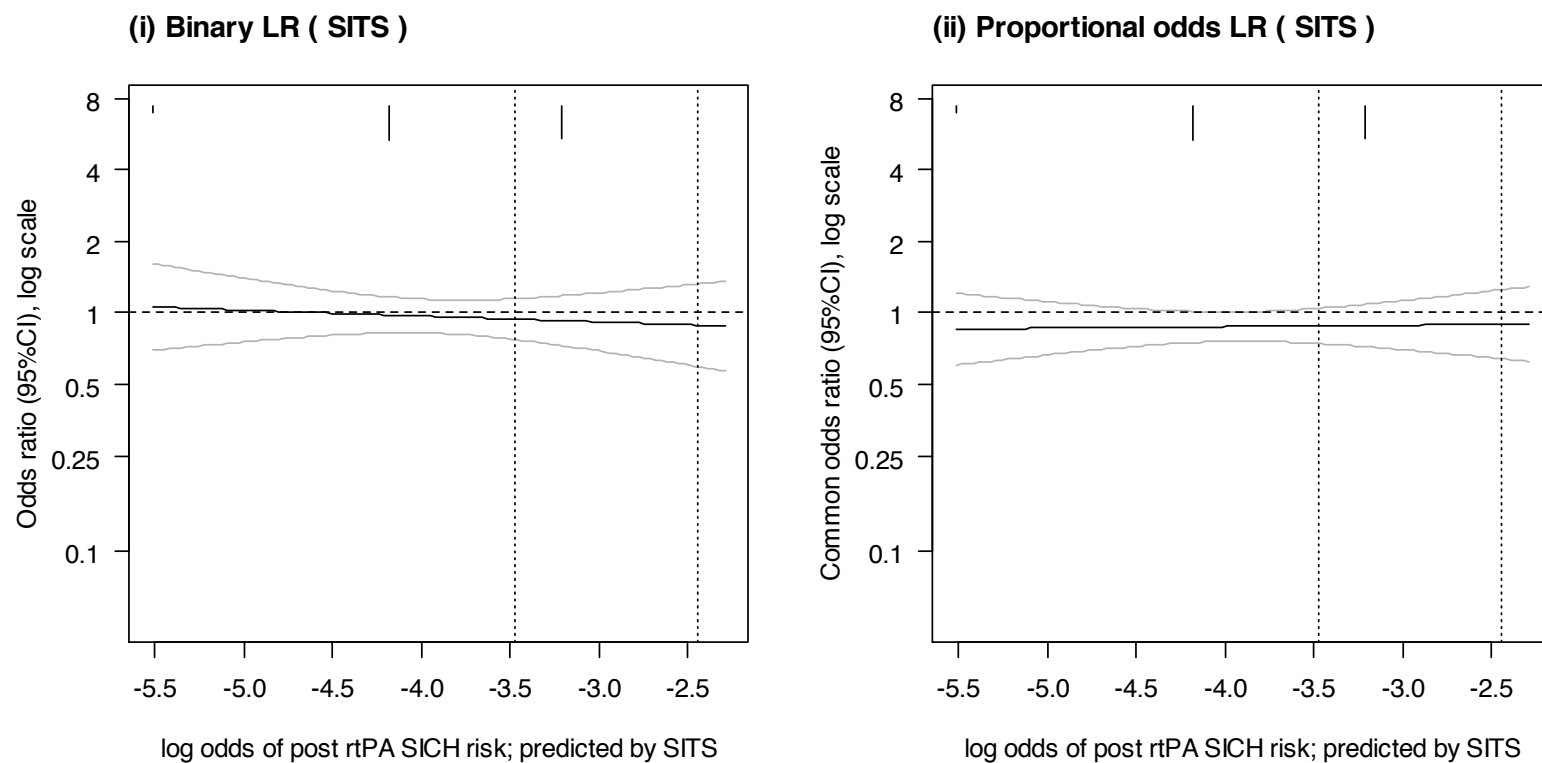 (i) Binary LR ( SITS )
Odds ratio (95%CI), log scale
8
4
2
1
0.5
0.25
0.1
-5.5 -5.0 -4.5 -4.0 -3.5 -3.0 -2.5
log odds of post rtPA SICH risk; predicted by SITS
(ii) Proportional odds LR ( SITS )
Common odds ratio (95%CI), log scale
8
4
2
1
0.5
0.25
0.1
-5.5 -5.0 -4.5 -4.0 -3.5 -3.0 -2.5
log odds of post rtPA SICH risk; predicted by SITS